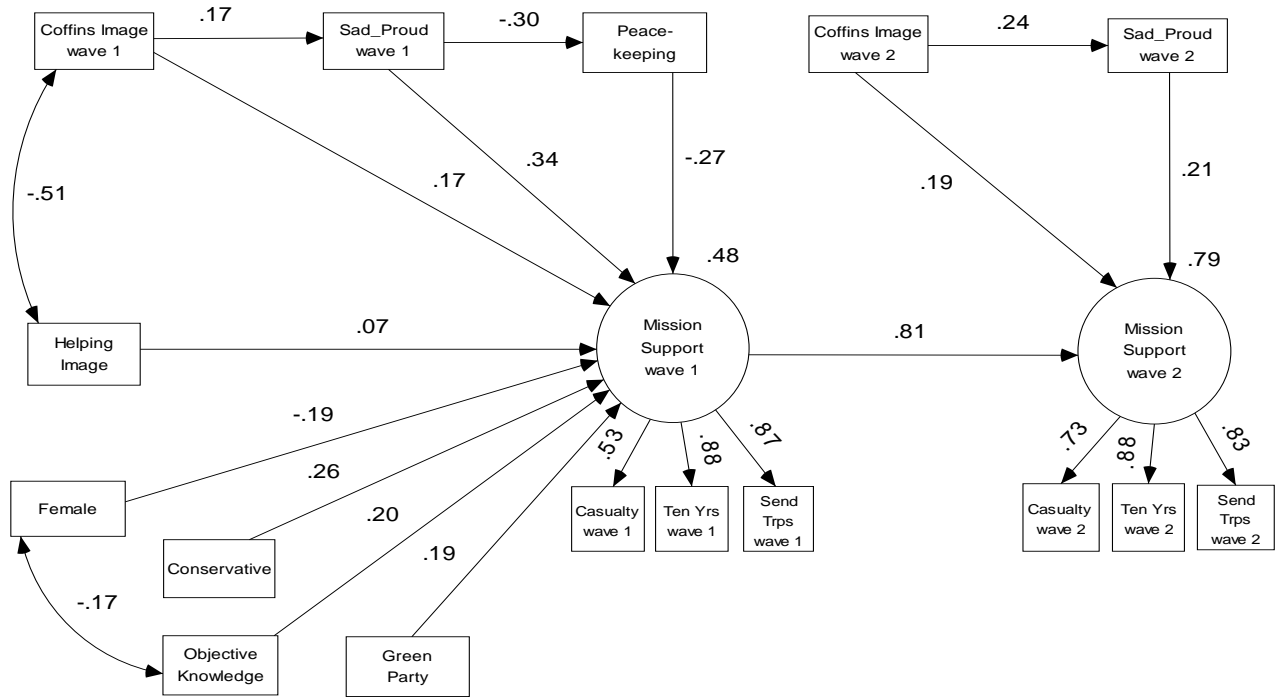 .17
-.30
.24
Coffins Image
wave 1
Sad_Proud
wave 1
Peace-
keeping
Coffins Image
wave 2
Sad_Proud
wave 2
-.51
.17
.34
-.27
.19
.21
.48
.79
Helping
Image
.07
Mission
Support
wave 1
.81
Mission
Support
wave 2
-.19
.26
.20
.19
.53
.88
.87
.73
.88
.83
Female
Conservative
Casualty
wave 1
Ten Yrs
wave 1
Send
Trps
wave 1
Casualty
wave 2
Ten Yrs
wave 2
Send
Trps
wave 2
-.17
Objective
Knowledge
Green
Party